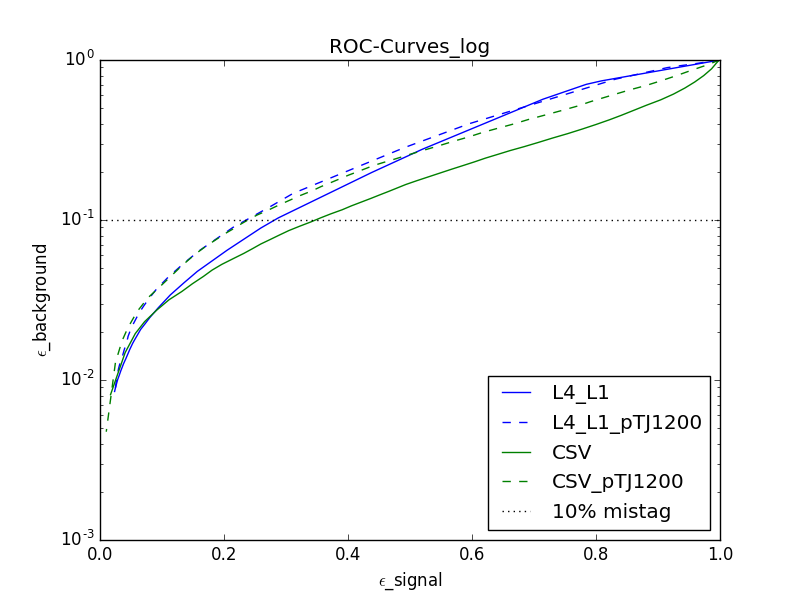 ROC-Curves_log
10^0
10^-1
10^-2
10^-3
ϵ_background
0.0 0.2 0.4 0.6 0.8 1.0
ϵ_signal
L4_L1
L4_L1_pTJ1200
CSV
CSV_pTJ1200
10% mistag